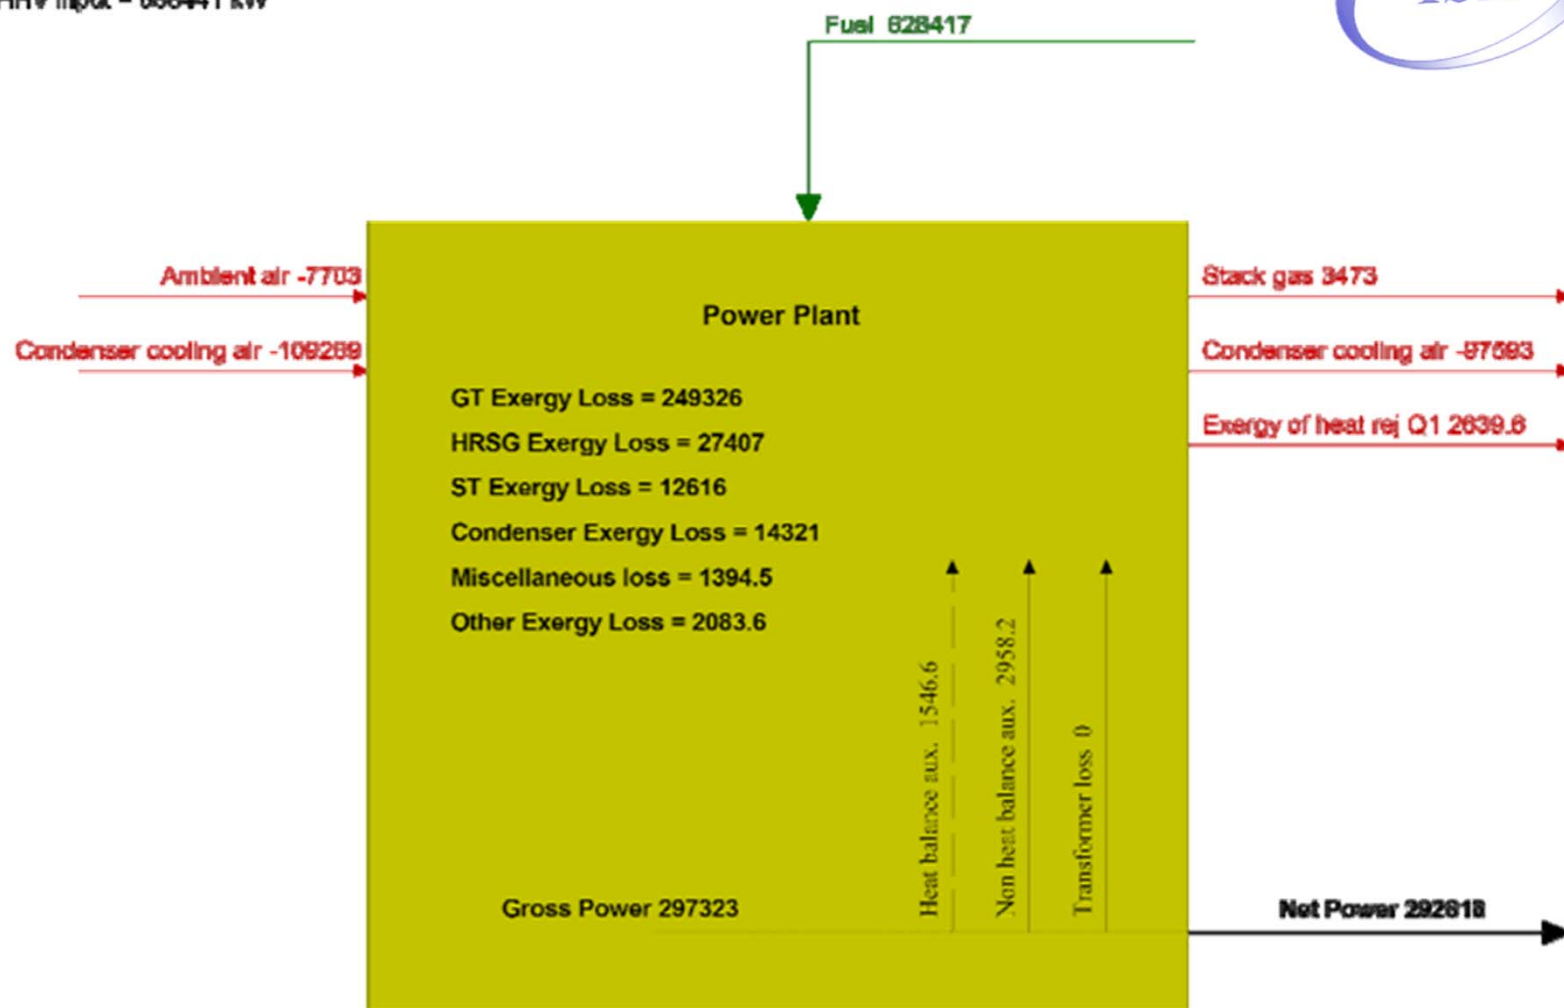 Fuel 628417
Ambient air -7703
Stack gas 3473
Power Plant
Condenser cooling air -109269
Condenser cooling air -97593
GT Exergy Loss = 249326
Exergy of heat rej Q1 2639.6
HRSG Exergy Loss = 27407
ST Exergy Loss = 12616
Condenser Exergy Loss = 14321
Miscellaneous loss = 1394.5
Other Exergy Loss = 2083.6
Heat balance aux. 1546.6
Non heat balance aux. 2958.2
Transformer loss 0
Gross Power 297323
Net Power 292818